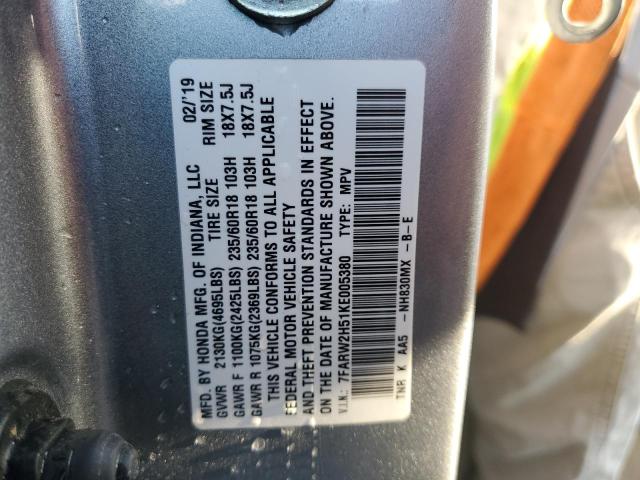 MFD. BY HONDA MFG. OF INDIANA, LLC 02/'19
TIRE SIZE RIM SIZE
GVWR 2130KG(4695LBS)
GAWR F 1100KG(2425LBS) 235/60R18 103H 18X7.5J
GAWR R 1075KG(2369LBS) 235/60R18 103H 18X7.5J
THIS VEHICLE CONFORMS TO ALL APPLICABLE
FEDERAL MOTOR VEHICLE SAFETY
AND THEFT PREVENTION STANDARDS IN EFFECT
ON THE DATE OF MANUFACTURE SHOWN ABOVE.
V.I.N.: 7FARW2H51KE005380 TYPE: MPV
TNR K AA5 -NH830MX -B-E